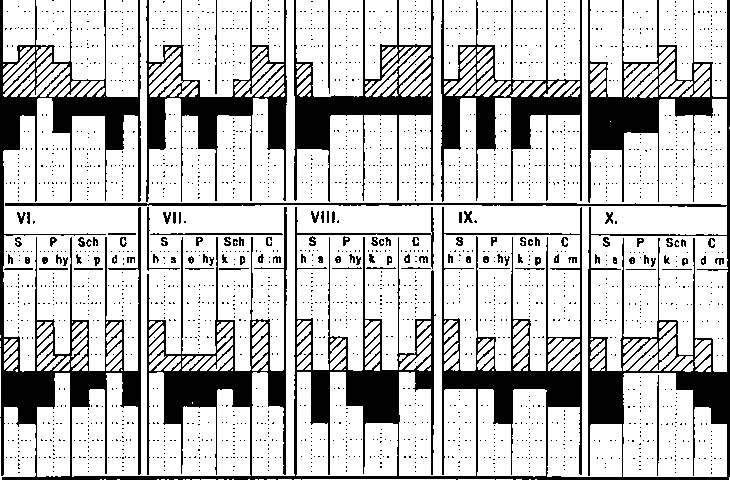 VI. VII. VIII. IX. X.
S P Sch C S P Sch C S P Sch C S P Sch C S P Sch C
h s e hy k p d m h s e hy k p d m h s e hy k p d m h s e hy k p d m h s e hy k p d m